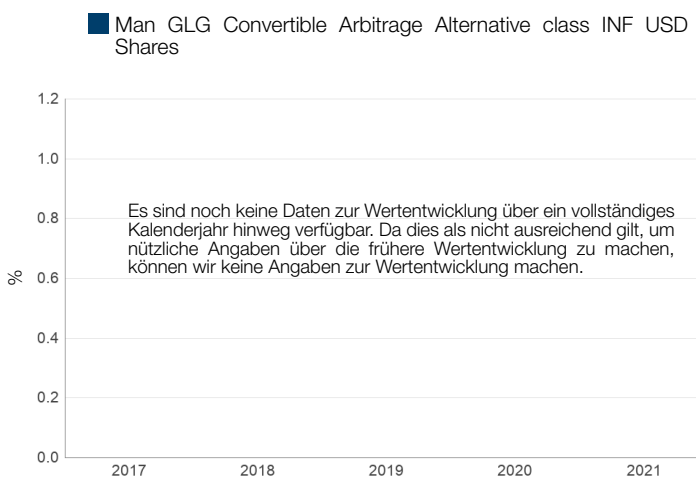 Man GLG Convertible Arbitrage Alternative class INF USD
Shares
1.2
1.0
0.8
0.6
0.4
0.2
0.0
%
Es sind noch keine Daten zur Wertentwicklung über ein vollständiges
Kalenderjahr hinweg verfügbar. Da dies als nicht ausreichend gilt, um
nützliche Angaben über die frühere Wertentwicklung zu machen,
können wir keine Angaben zur Wertentwicklung machen.
2017 2018 2019 2020 2021